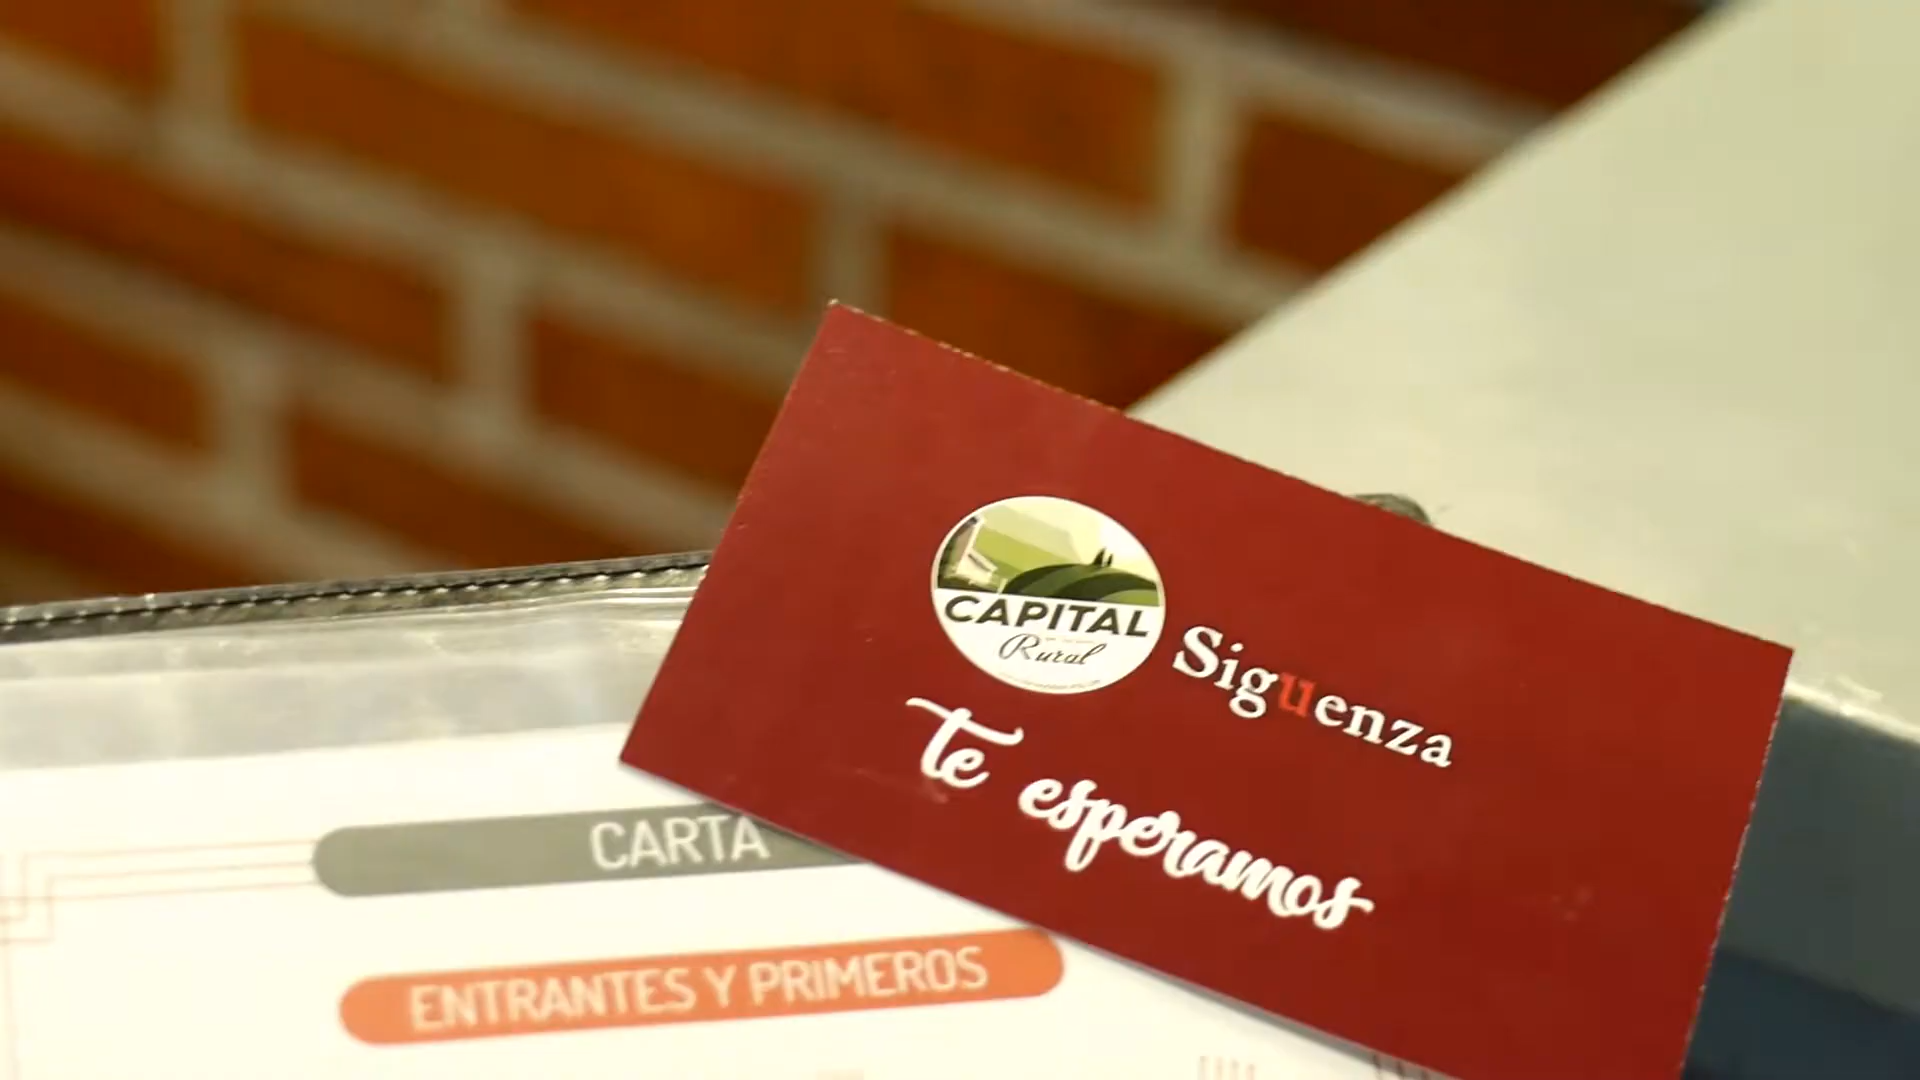 CAPITAL
Rural
Siguenza
te esperamos
CARTA
ENTRANTES Y PRIMEROS